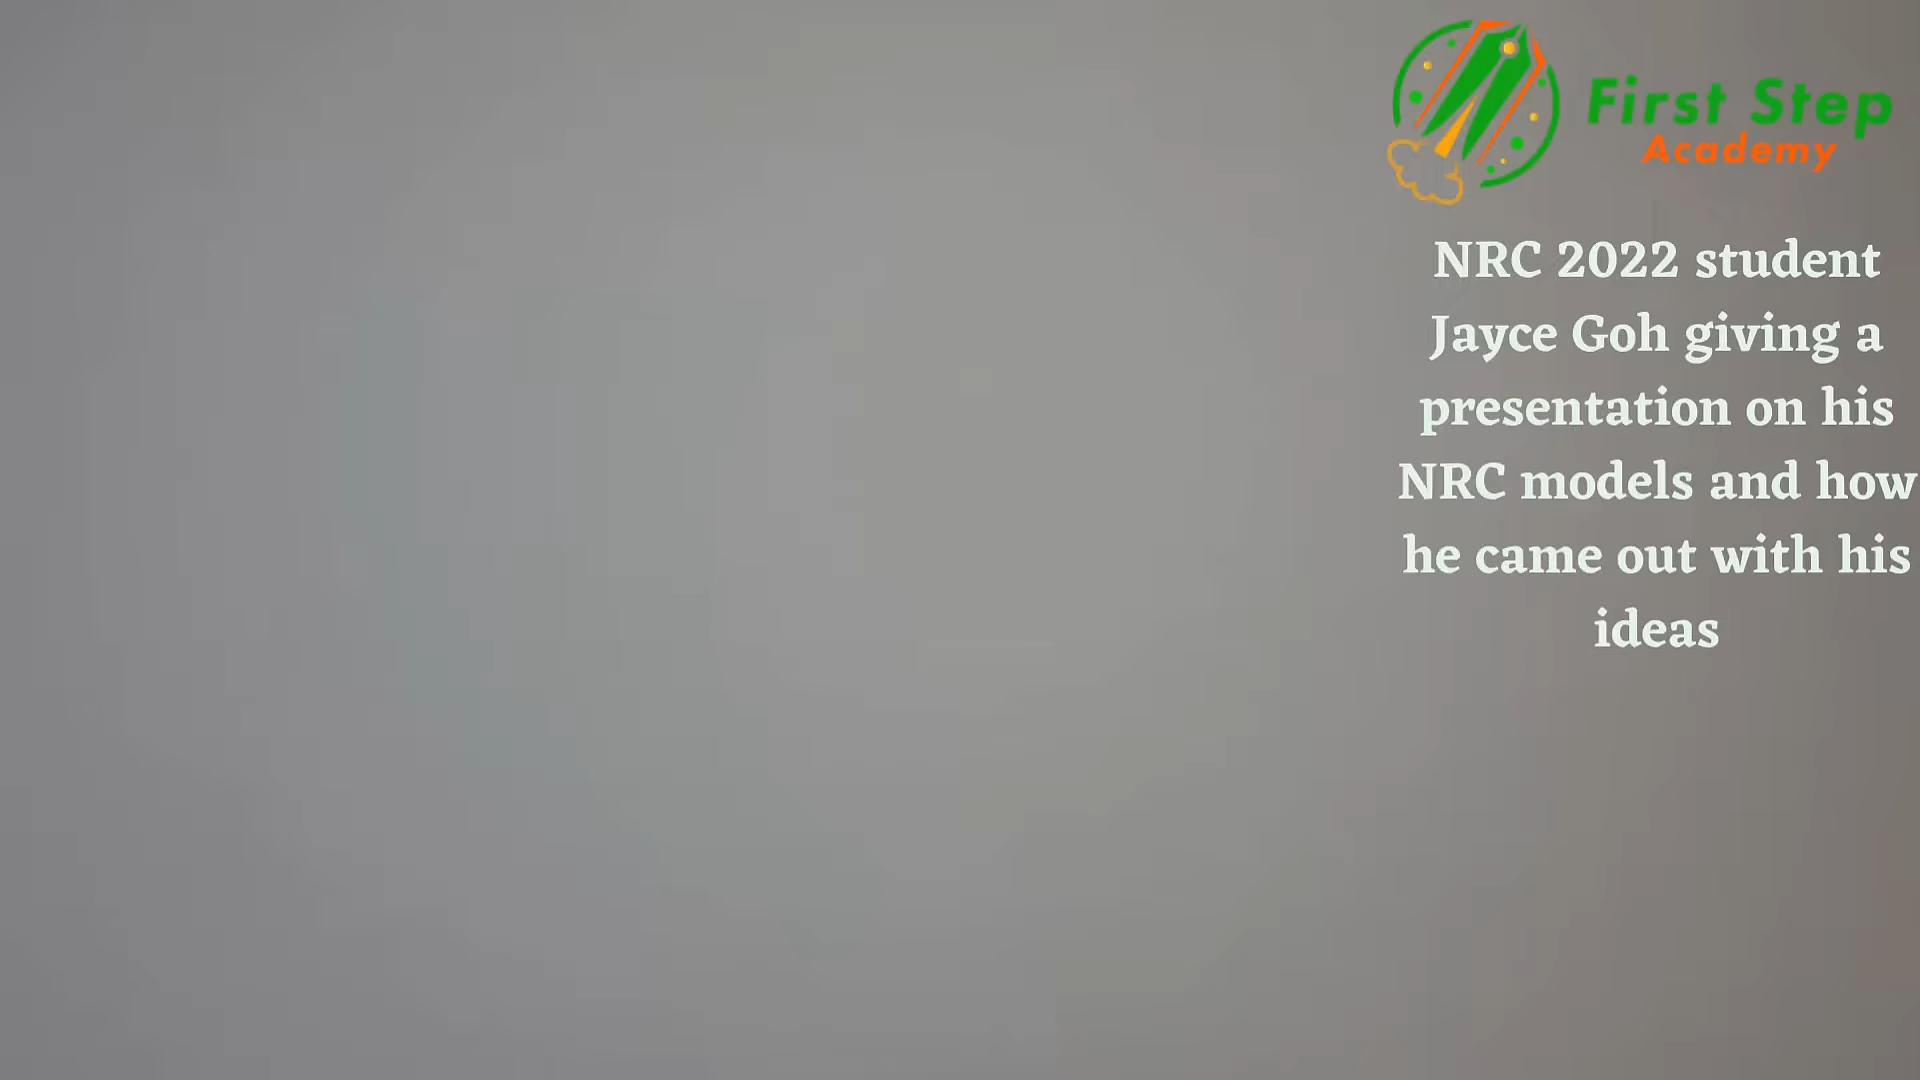 First Step
Academy
NRC 2022 student
Jayce Goh giving a
presentation on his
NRC models and how
he came out with his
ideas